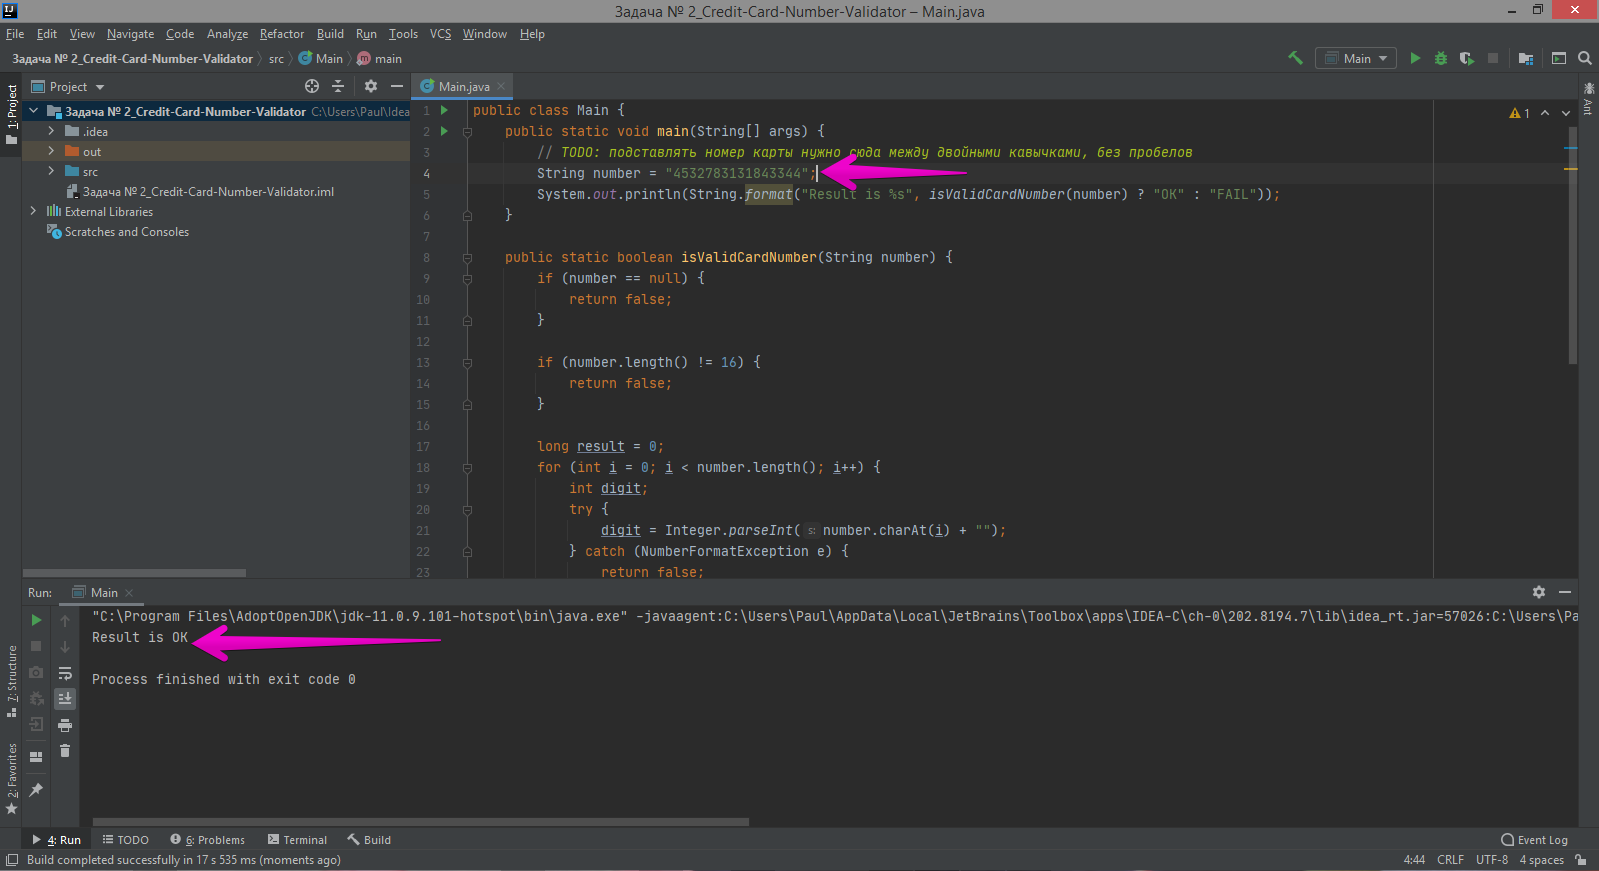 Задача № 2_Credit-Card-Number-Validator – Main.java
File Edit View Navigate Code Analyze Refactor Build Run Tools VCS Window Help
Задача № 2_Credit-Card-Number-Validator src Main main
Main
1: Project
Project
Main.java
Ant
Задача № 2_Credit-Card-Number-Validator C:\Users\Paul\Idea
.idea
out
src
Задача № 2_Credit-Card-Number-Validator.iml
External Libraries
Scratches and Consoles
1
1 public class Main {
2 public static void main(String[] args) {
3 // TODO: подставлять номер карты нужно сюда между двойными кавычками, без пробелов
4 String number = "4532783131843344";
5 System.out.println(String.format("Result is %s", isValidCardNumber(number) ? "OK" : "FAIL"));
6 }
7
8 public static boolean isValidCardNumber(String number) {
9 if (number == null) {
10 return false;
11 }
12
13 if (number.length() != 16) {
14 return false;
15 }
16
17 long result = 0;
18 for (int i = 0; i < number.length(); i++) {
19 int digit;
20 try {
21 digit = Integer.parseInt( s: number.charAt(i) + "");
22 } catch (NumberFormatException e) {
23 return false;
Run: Main
"C:\Program Files\AdoptOpenJDK\jdk-11.0.9.101-hotspot\bin\java.exe" -javaagent:C:\Users\Paul\AppData\Local\JetBrains\Toolbox\apps\IDEA-C\ch-0\202.8194.7\lib\idea_rt.jar=57026:C:\Users\Pa
Result is OK
Process finished with exit code 0
7: Structure
2: Favorites
4: Run TODO 6: Problems Terminal Build Event Log
Build completed successfully in 17 s 535 ms (moments ago) 4:44 CRLF UTF-8 4 spaces